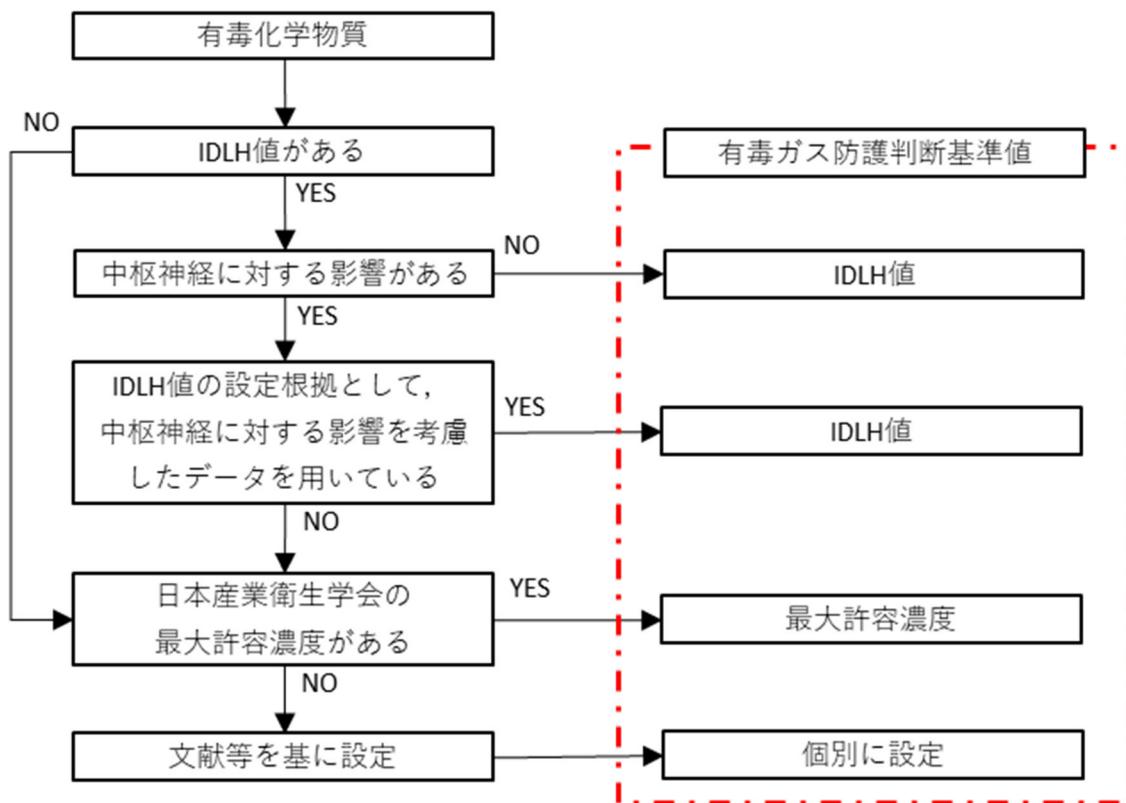 有毒化学物質
NO
IDLH値がある
有毒ガス防護判断基準値
YES
中枢神経に対する影響がある
NO
IDLH値
YES
IDLH値の設定根拠として，
中枢神経に対する影響を考慮
したデータを用いている
YES
IDLH値
NO
日本産業衛生学会の
最大許容濃度がある
YES
最大許容濃度
NO
文献等を基に設定
個別に設定